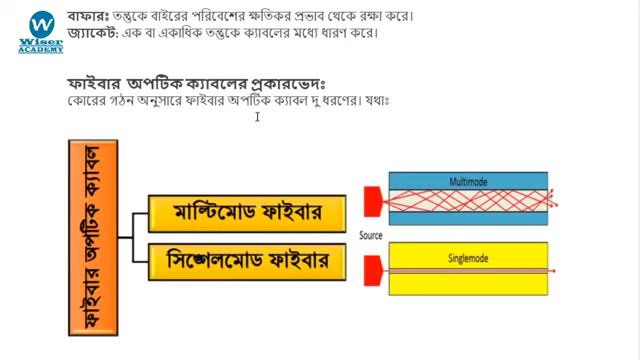 বাফারঃ তন্তুকে বাইরের পরিবেশের ক্ষতিকর প্রভাব থেকে রক্ষা করে।
জ্যাকেট: এক বা একাধিক তন্তুকে ক্যাবলের মধ্যে ধারণ করে।
Wiser
ACADEMY
ফাইবার অপটিক ক্যাবলের প্রকারভেদঃ
কোরের গঠন অনুসারে ফাইবার অপটিক ক্যাবল দু ধরণের। যথাঃ
ফাইবার অপটিক ক্যাবল
মাল্টিমোড ফাইবার
সিঙ্গেলমোড ফাইবার
Multimode
Source
Singlemode